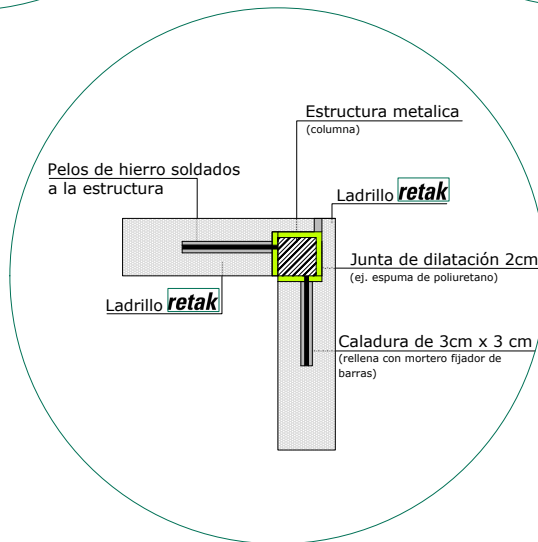 Estructura metalica
(columna)
Pelos de hierro soldados
a la estructura
Ladrillo retak
Junta de dilatación 2cm
(ej. espuma de poliuretano)
Ladrillo retak
Caladura de 3cm x 3 cm
(rellena con mortero fijador de
barras)